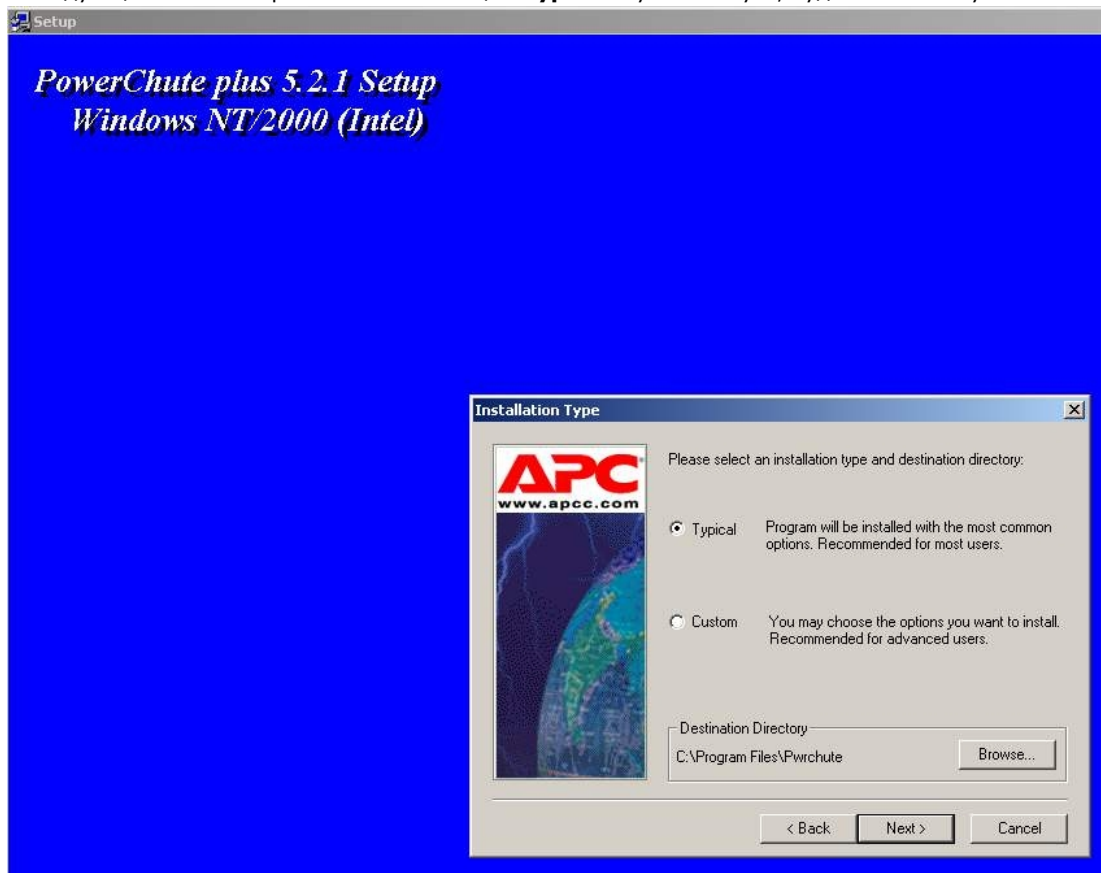 Setup
PowerChute plus 5.2.1 Setup
Windows NT/2000 (Intel)
Installation Type
APC
www.apcc.com
Please select an installation type and destination directory:
Typical Program will be installed with the most common
options. Recommended for most users.
Custom You may choose the options you want to install.
Recommended for advanced users.
Destination Directory
C:\Program Files\Pwrchute
Browse...
< Back Next > Cancel